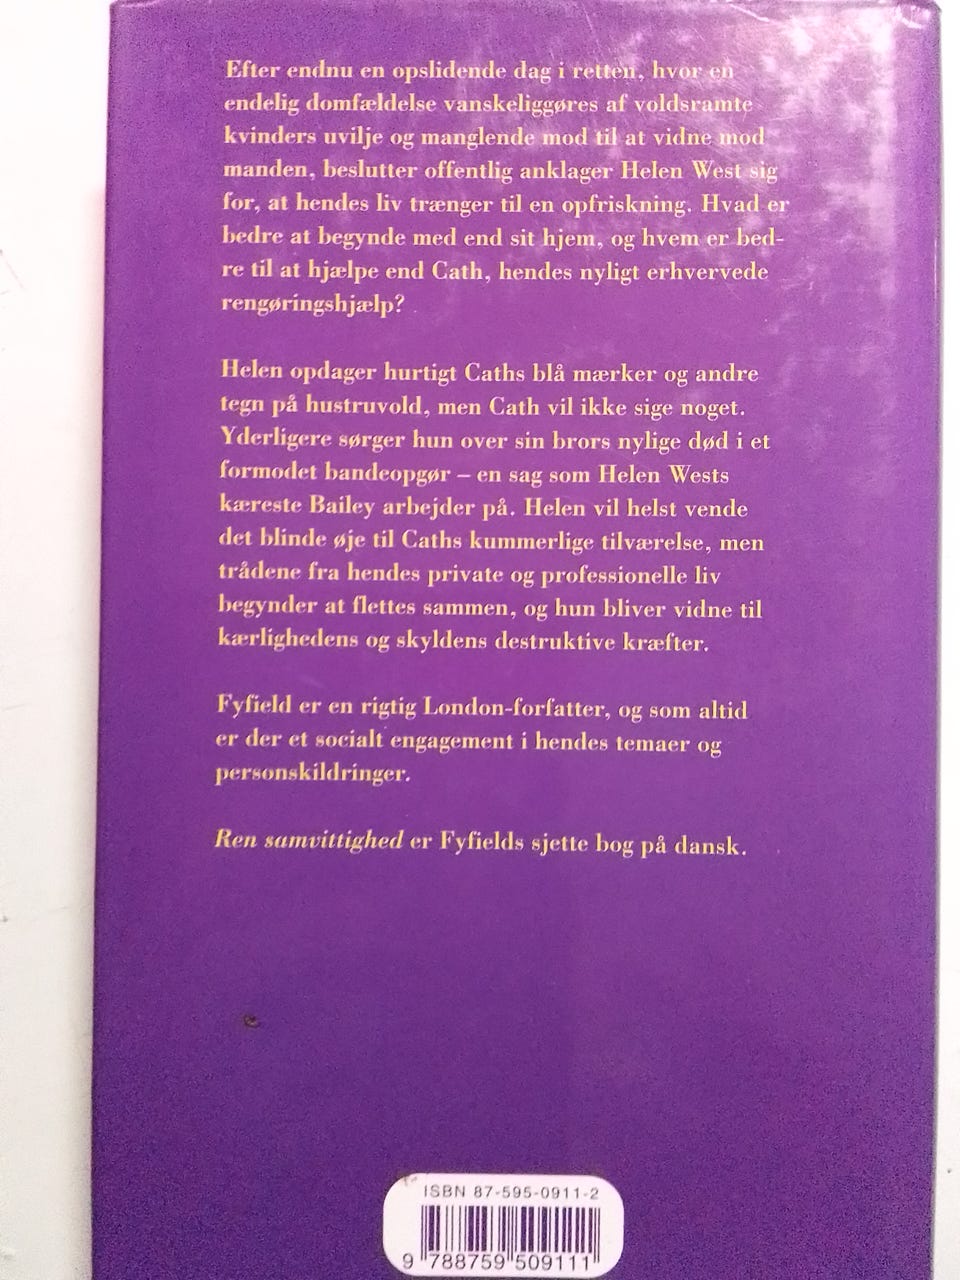 Efter endnu en opslidende dag i retten, hvor en
endelig domfældelse vanskeliggøres af voldsramte
kvinders uvilje og manglende mod til at vidne mod
manden, beslutter offentlig anklager Helen West sig
for, at hendes liv trænger til en opfriskning. Hvad er
bedre at begynde med end sit hjem, og hvem er bed-
re til at hjælpe end Cath, hendes nyligt erhvervede
rengøringshjælp?
Helen opdager hurtigt Caths blå mærker og andre
tegn på hustruvold, men Cath vil ikke sige noget.
Yderligere sørger hun over sin brors nylige død i et
formodet bandeopgør – en sag som Helen Wests
kæreste Bailey arbejder på. Helen vil helst vende
det blinde øje til Caths kummerlige tilværelse, men
trådene fra hendes private og professionelle liv
begynder at flettes sammen, og hun bliver vidne til
kærlighedens og skyldens destruktive kræfter.
Fyfield er en rigtig London-forfatter, og som altid
er der et socialt engagement i hendes temaer og
personskildringer.
Ren samvittighed er Fyfields sjette bog på dansk.
ISBN 87-595-0911-2
9 788759 509111